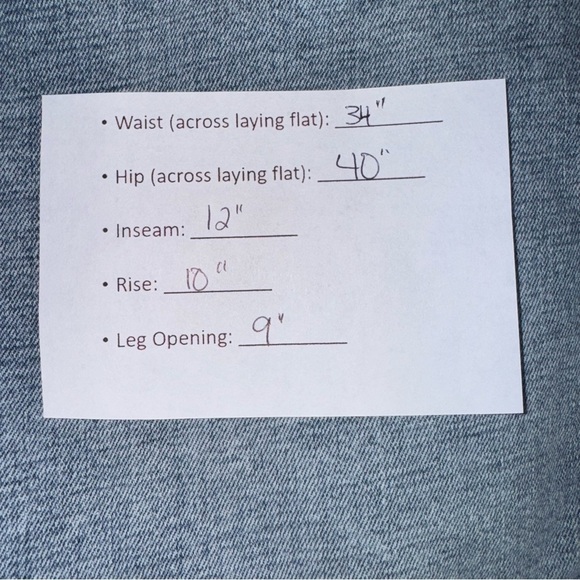 • Waist (across laying flat): 34"
• Hip (across laying flat): 40"
• Inseam: 12"
• Rise: 10"
• Leg Opening: 9"